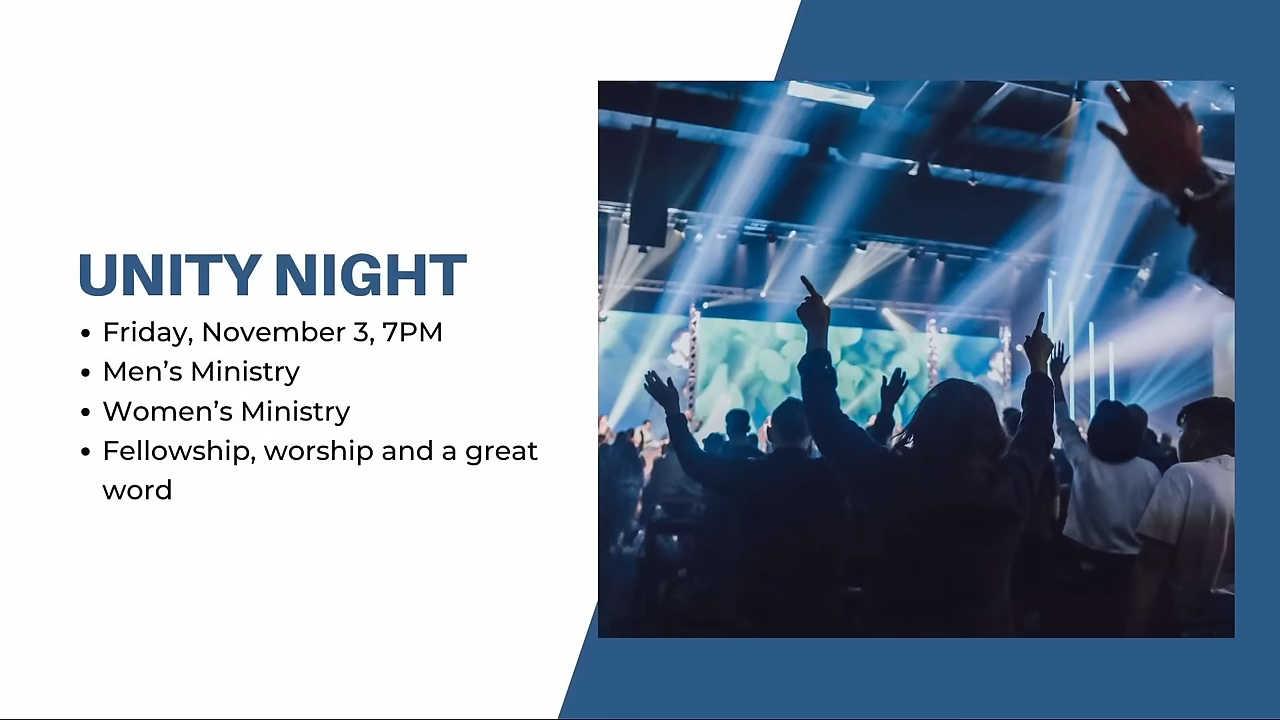 UNITY NIGHT
• Friday, November 3, 7PM
• Men’s Ministry
• Women’s Ministry
• Fellowship, worship and a great
word